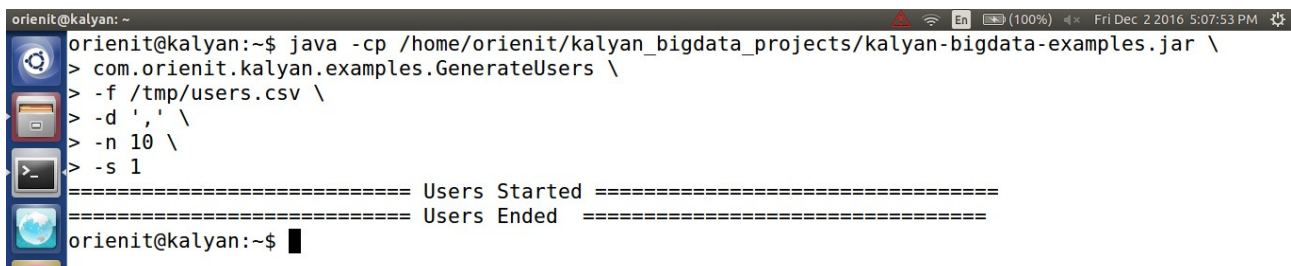 orienit@kalyan: ~ En (100%) Fri Dec 2 2016 5:07:53 PM
orienit@kalyan:~$ java -cp /home/orienit/kalyan_bigdata_projects/kalyan-bigdata-examples.jar \
> com.orienit.kalyan.examples.GenerateUsers \
> -f /tmp/users.csv \
> -d ',' \
> -n 10 \
> -s 1
============================ Users Started =================================
============================ Users Ended  =================================
orienit@kalyan:~$